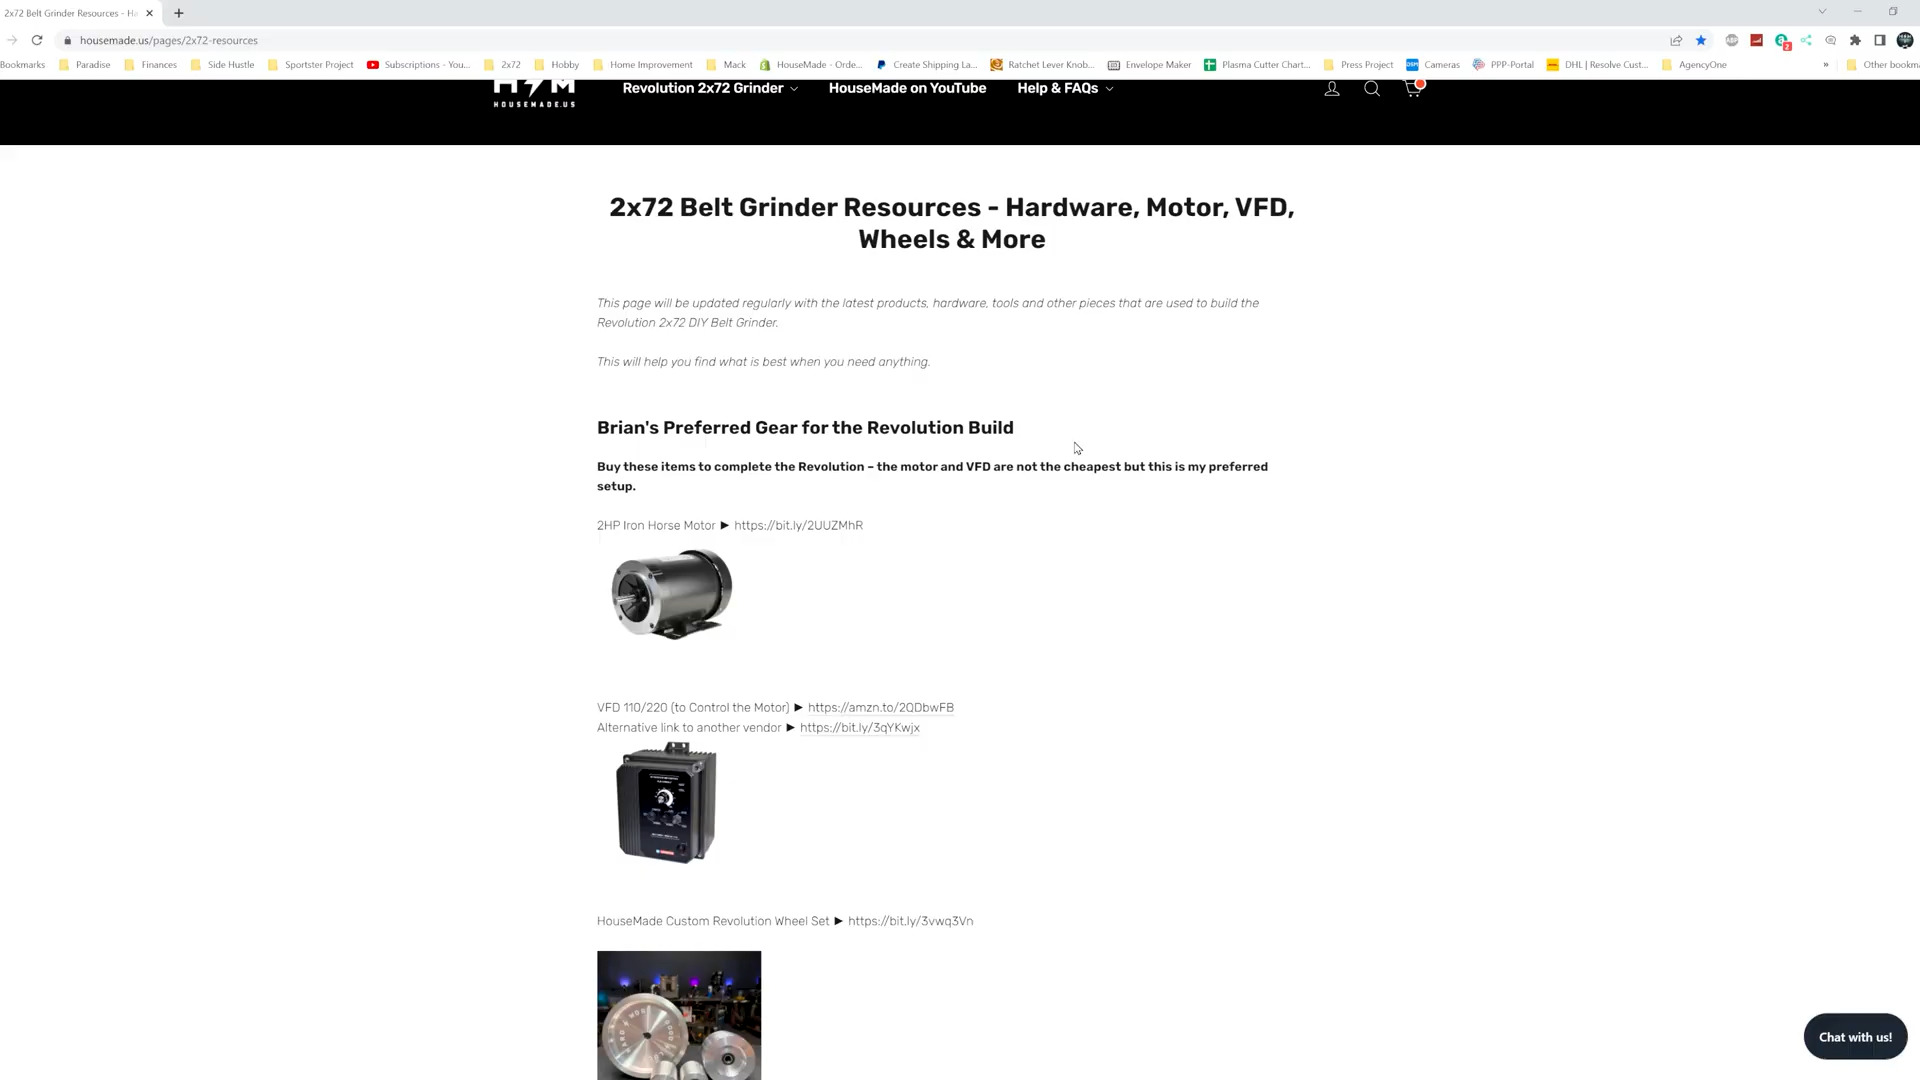 2x72 Belt Grinder Resources - Ha
housemade.us/pages/2x72-resources
Bookmarks Paradise Finances Side Hustle Sportster Project Subscriptions - You... 2x72 Hobby Home Improvement Mack HouseMade - Orde... Create Shipping La... Ratchet Lever Knob... Envelope Maker Plasma Cutter Chart... Press Project Cameras PPP-Portal DHL | Resolve Cust... AgencyOne » Other bookm
HOUSEMADE.US
Revolution 2x72 Grinder HouseMade on YouTube Help & FAQs
2x72 Belt Grinder Resources - Hardware, Motor, VFD,
Wheels & More
This page will be updated regularly with the latest products, hardware, tools and other pieces that are used to build the
Revolution 2x72 DIY Belt Grinder.
This will help you find what is best when you need anything.
Brian's Preferred Gear for the Revolution Build
Buy these items to complete the Revolution – the motor and VFD are not the cheapest but this is my preferred
setup.
2HP Iron Horse Motor ► https://bit.ly/2UUZMhR
VFD 110/220 (to Control the Motor) ► https://amzn.to/2QDbwFB
Alternative link to another vendor ► https://bit.ly/3qYKwjx
HouseMade Custom Revolution Wheel Set ► https://bit.ly/3vwq3Vn
Chat with us!